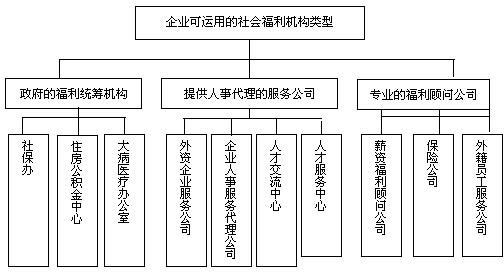 企业可运用的社会福利机构类型
政府的福利统筹机构
提供人事代理的服务公司
专业的福利顾问公司
社保办
住房公积金中心
大病医疗办公室
外资企业服务公司
企业人事服务代理公司
人才交流中心
人才服务中心
薪资福利顾问公司
保险公司
外籍员工服务公司